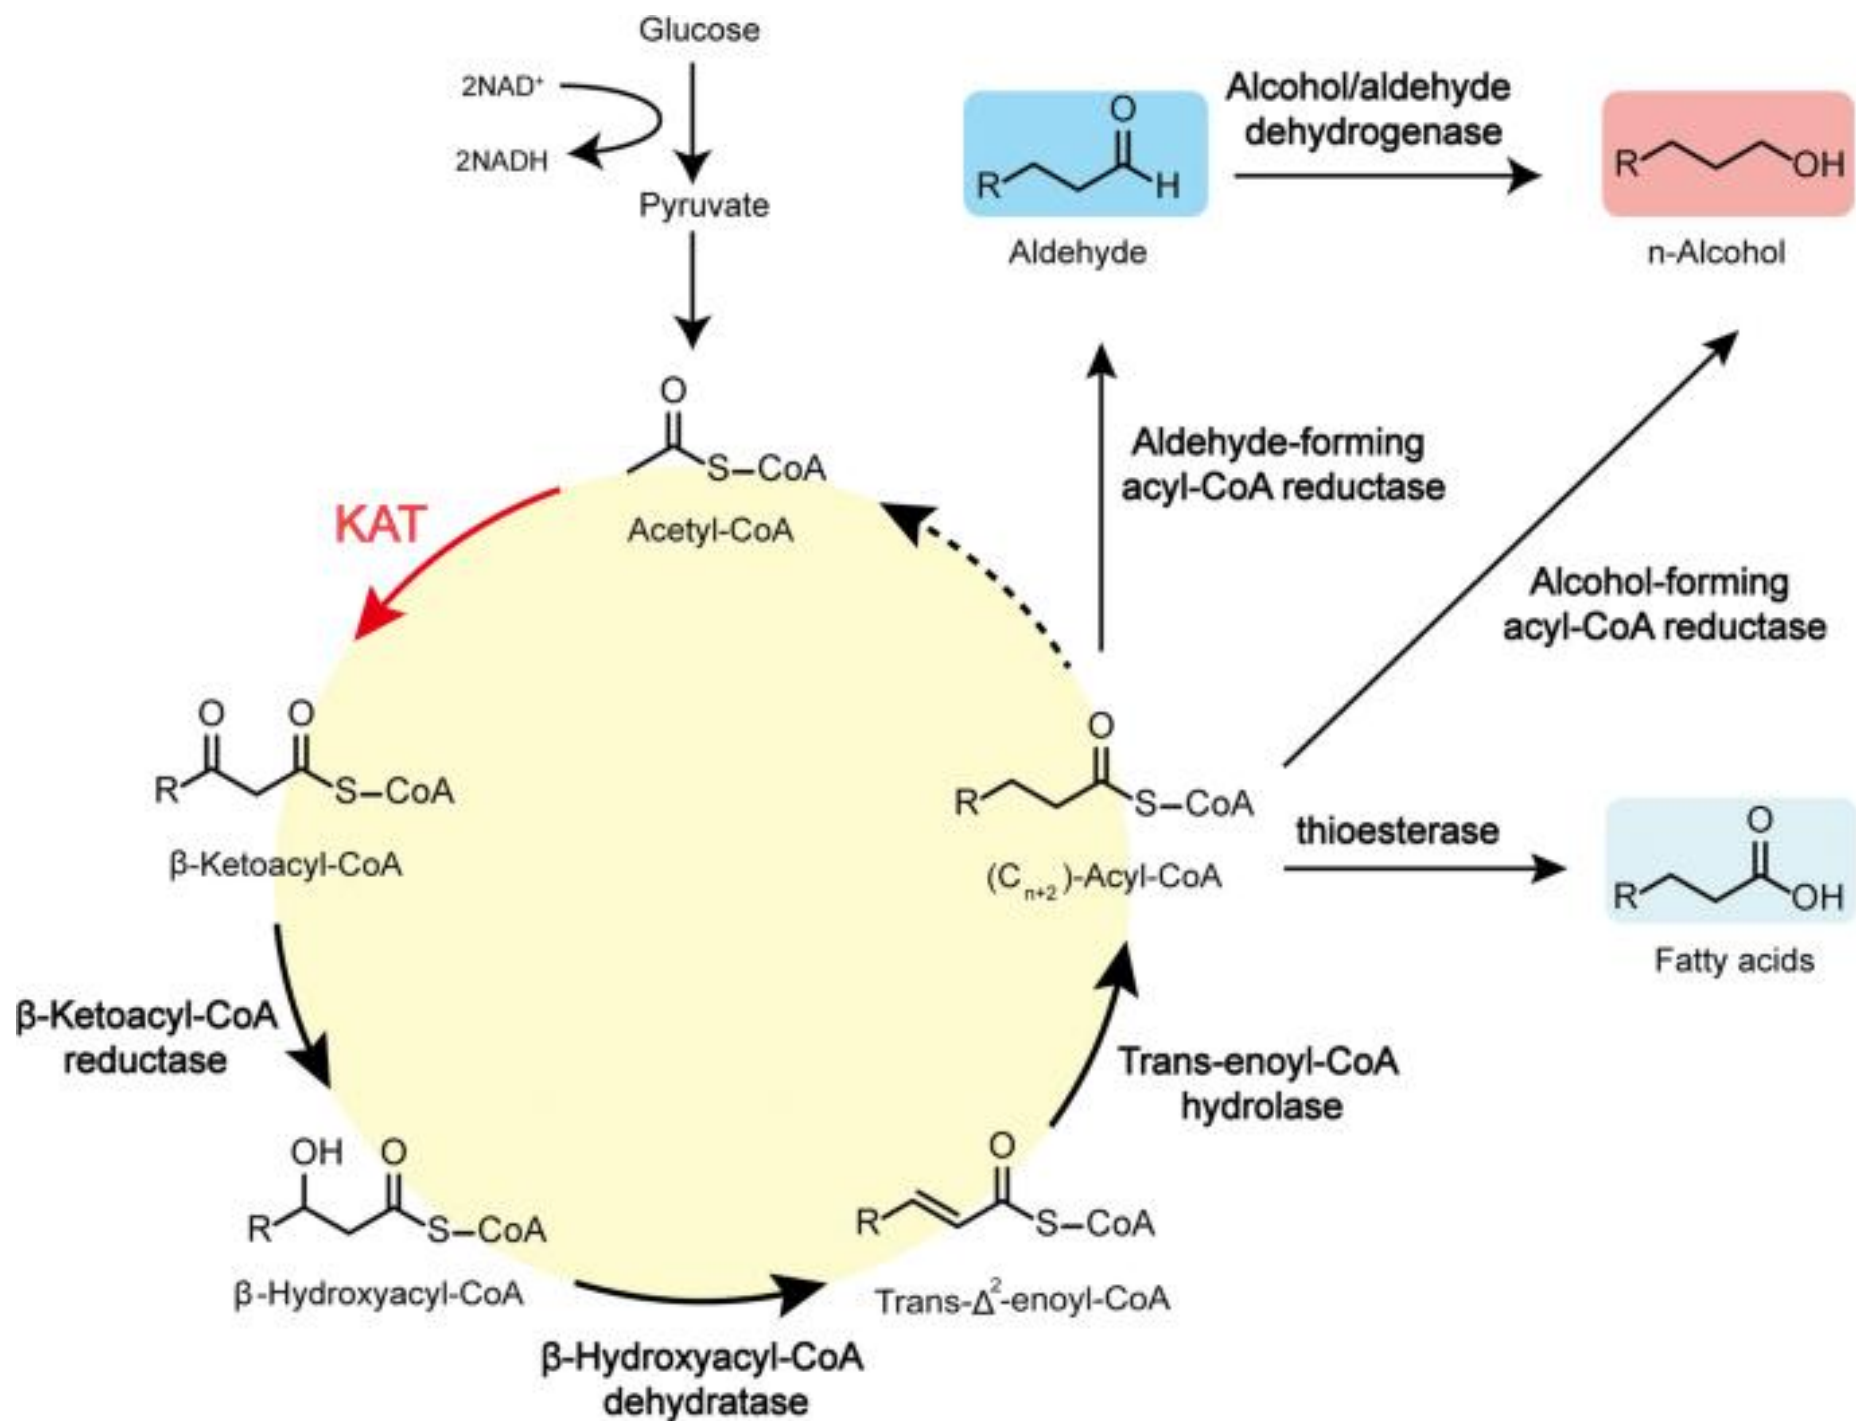 Glucose
2NAD⁺
2NADH
Pyruvate
O
R
H
Aldehyde
Alcohol/aldehyde
dehydrogenase
R
OH
n-Alcohol
O
S–CoA
Acetyl-CoA
KAT
Aldehyde-forming
acyl-CoA reductase
Alcohol-forming
acyl-CoA reductase
O O
R
S–CoA
β-Ketoacyl-CoA
O
R
S–CoA
(Cn+2)-Acyl-CoA
thioesterase
O
R
OH
Fatty acids
β-Ketoacyl-CoA
reductase
Trans-enoyl-CoA
hydrolase
OH O
R
S–CoA
β-Hydroxyacyl-CoA
O
R
S–CoA
Trans-Δ²-enoyl-CoA
β-Hydroxyacyl-CoA
dehydratase